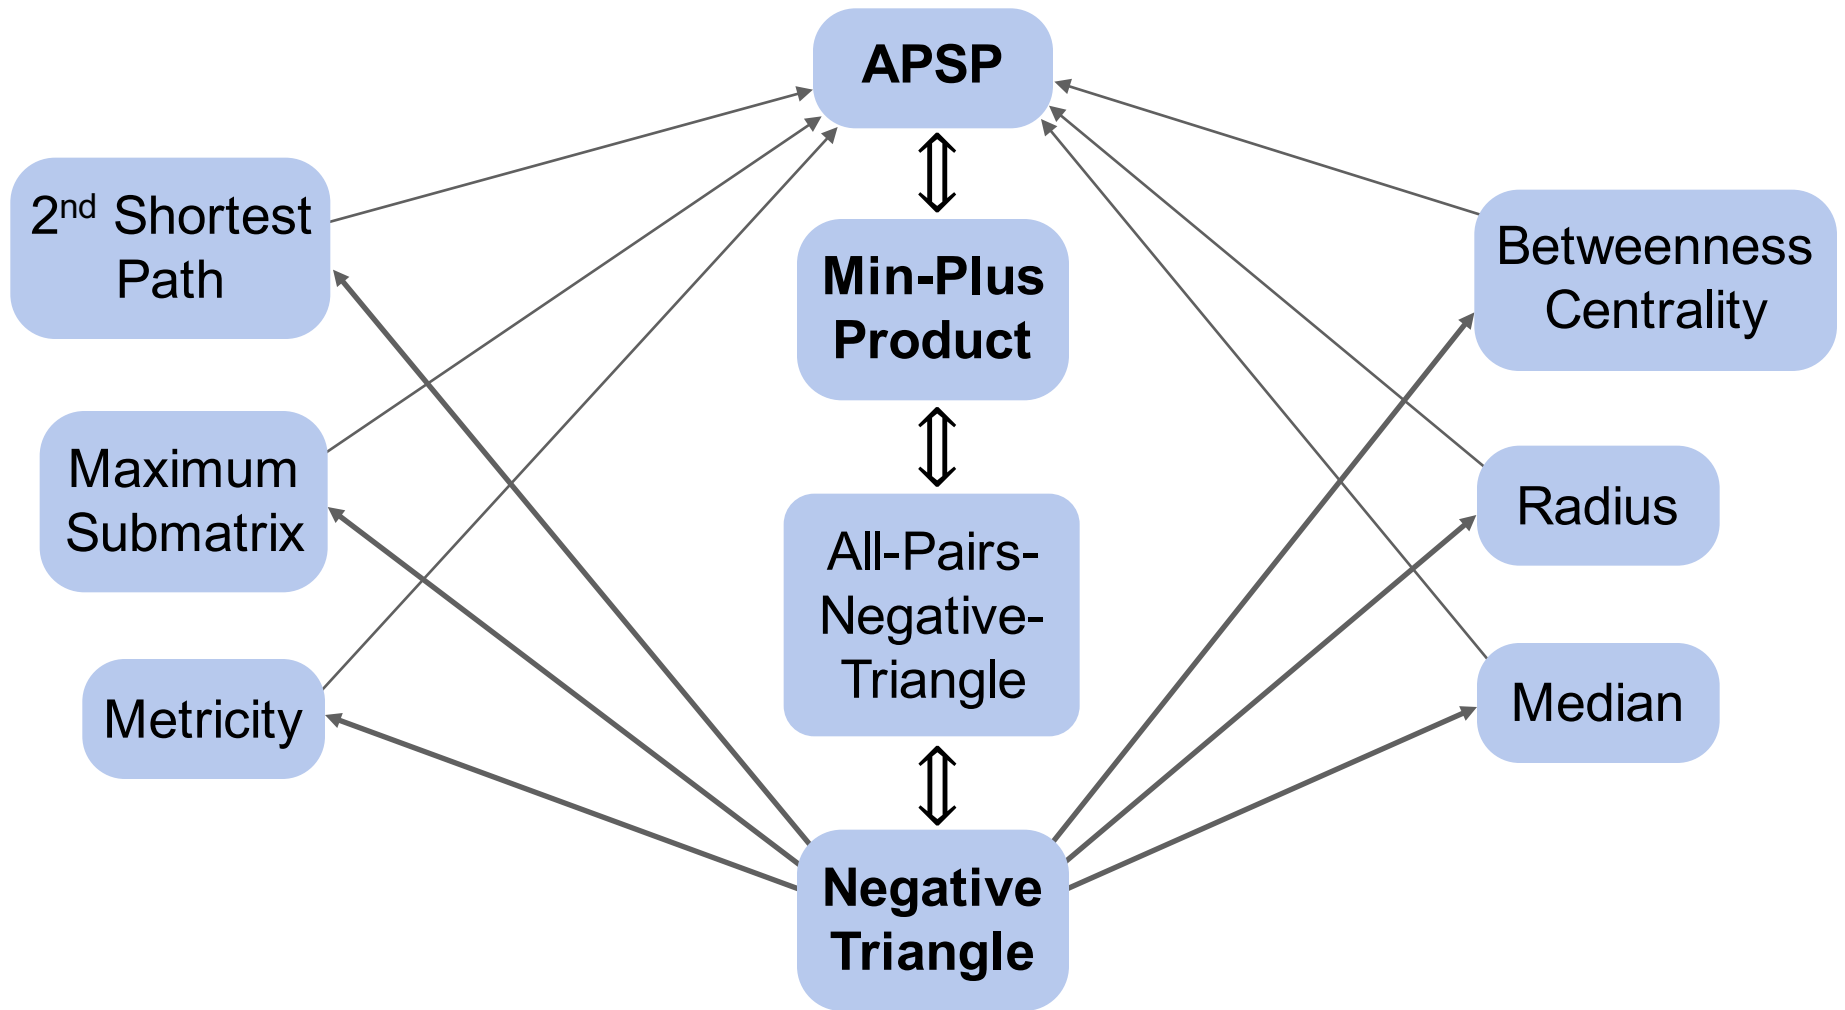 APSP
2nd Shortest
Path
Min-Plus
Product
Betweenness
Centrality
Maximum
Submatrix
All-Pairs-
Negative-
Triangle
Radius
Metricity
Median
Negative
Triangle